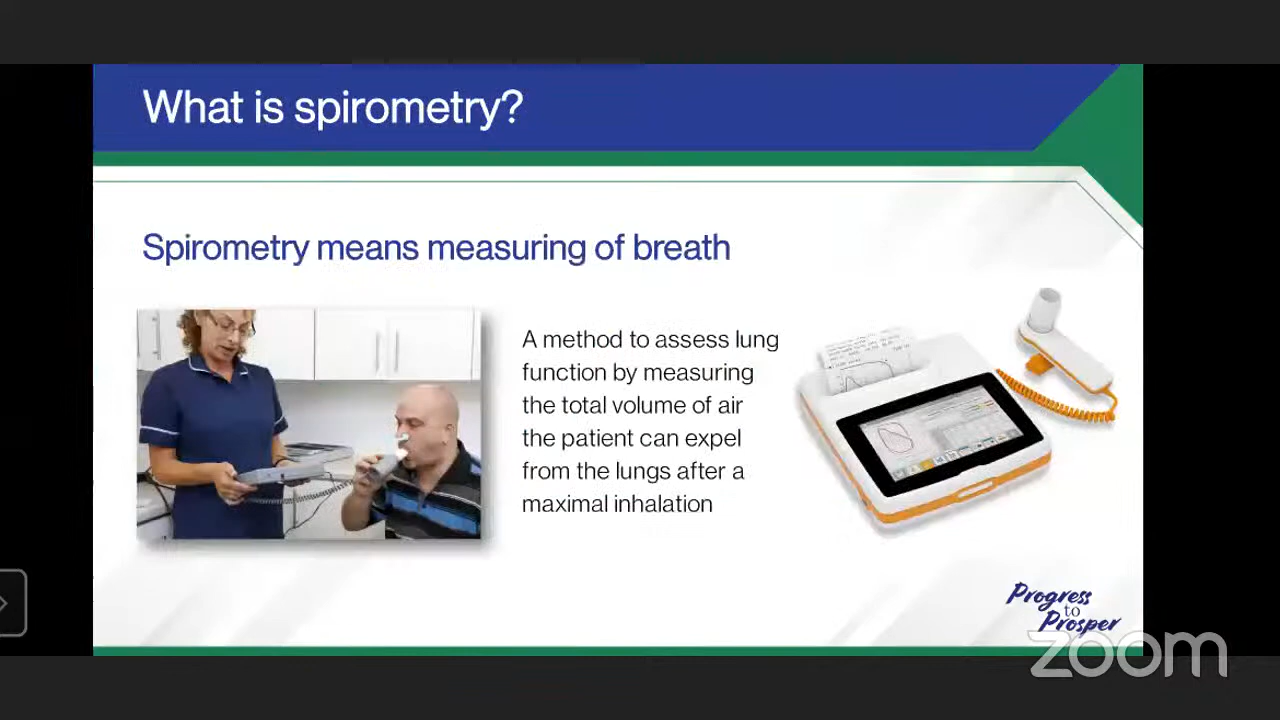 What is spirometry?
Spirometry means measuring of breath
A method to assess lung
function by measuring
the total volume of air
the patient can expel
from the lungs after a
maximal inhalation
Progress
to
Prosper
zoom